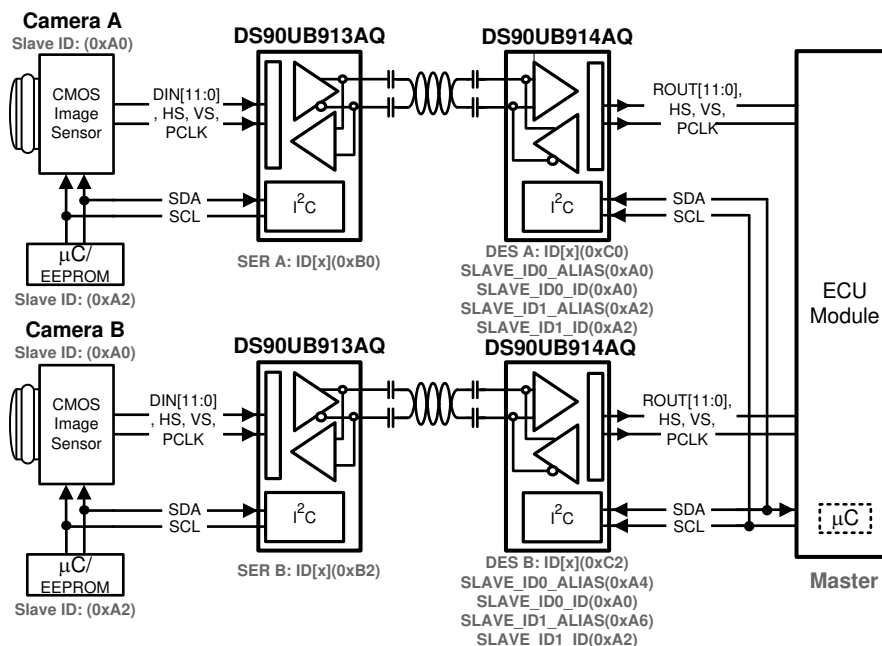 Camera A
Slave ID: (0xA0)
DS90UB913AQ
DS90UB914AQ
CMOS
Image
Sensor
DIN[11:0]
, HS, VS,
PCLK
ROUT[11:0],
HS, VS,
PCLK
SDA
SCL
I²C
I²C
SDA
SCL
µC/
EEPROM
Slave ID: (0xA2)
SER A: ID[x](0xB0)
DES A: ID[x](0xC0)
SLAVE_ID0_ALIAS(0xA0)
SLAVE_ID0_ID(0xA0)
SLAVE_ID1_ALIAS(0xA2)
SLAVE_ID1_ID(0xA2)
ECU
Module
Camera B
Slave ID: (0xA0)
DS90UB913AQ
DS90UB914AQ
CMOS
Image
Sensor
DIN[11:0]
, HS, VS,
PCLK
ROUT[11:0],
HS, VS,
PCLK
SDA
SCL
I²C
I²C
SDA
SCL
µC
µC/
EEPROM
Slave ID: (0xA2)
SER B: ID[x](0xB2)
DES B: ID[x](0xC2)
SLAVE_ID0_ALIAS(0xA4)
SLAVE_ID0_ID(0xA0)
SLAVE_ID1_ALIAS(0xA6)
SLAVE_ID1_ID(0xA2)
Master